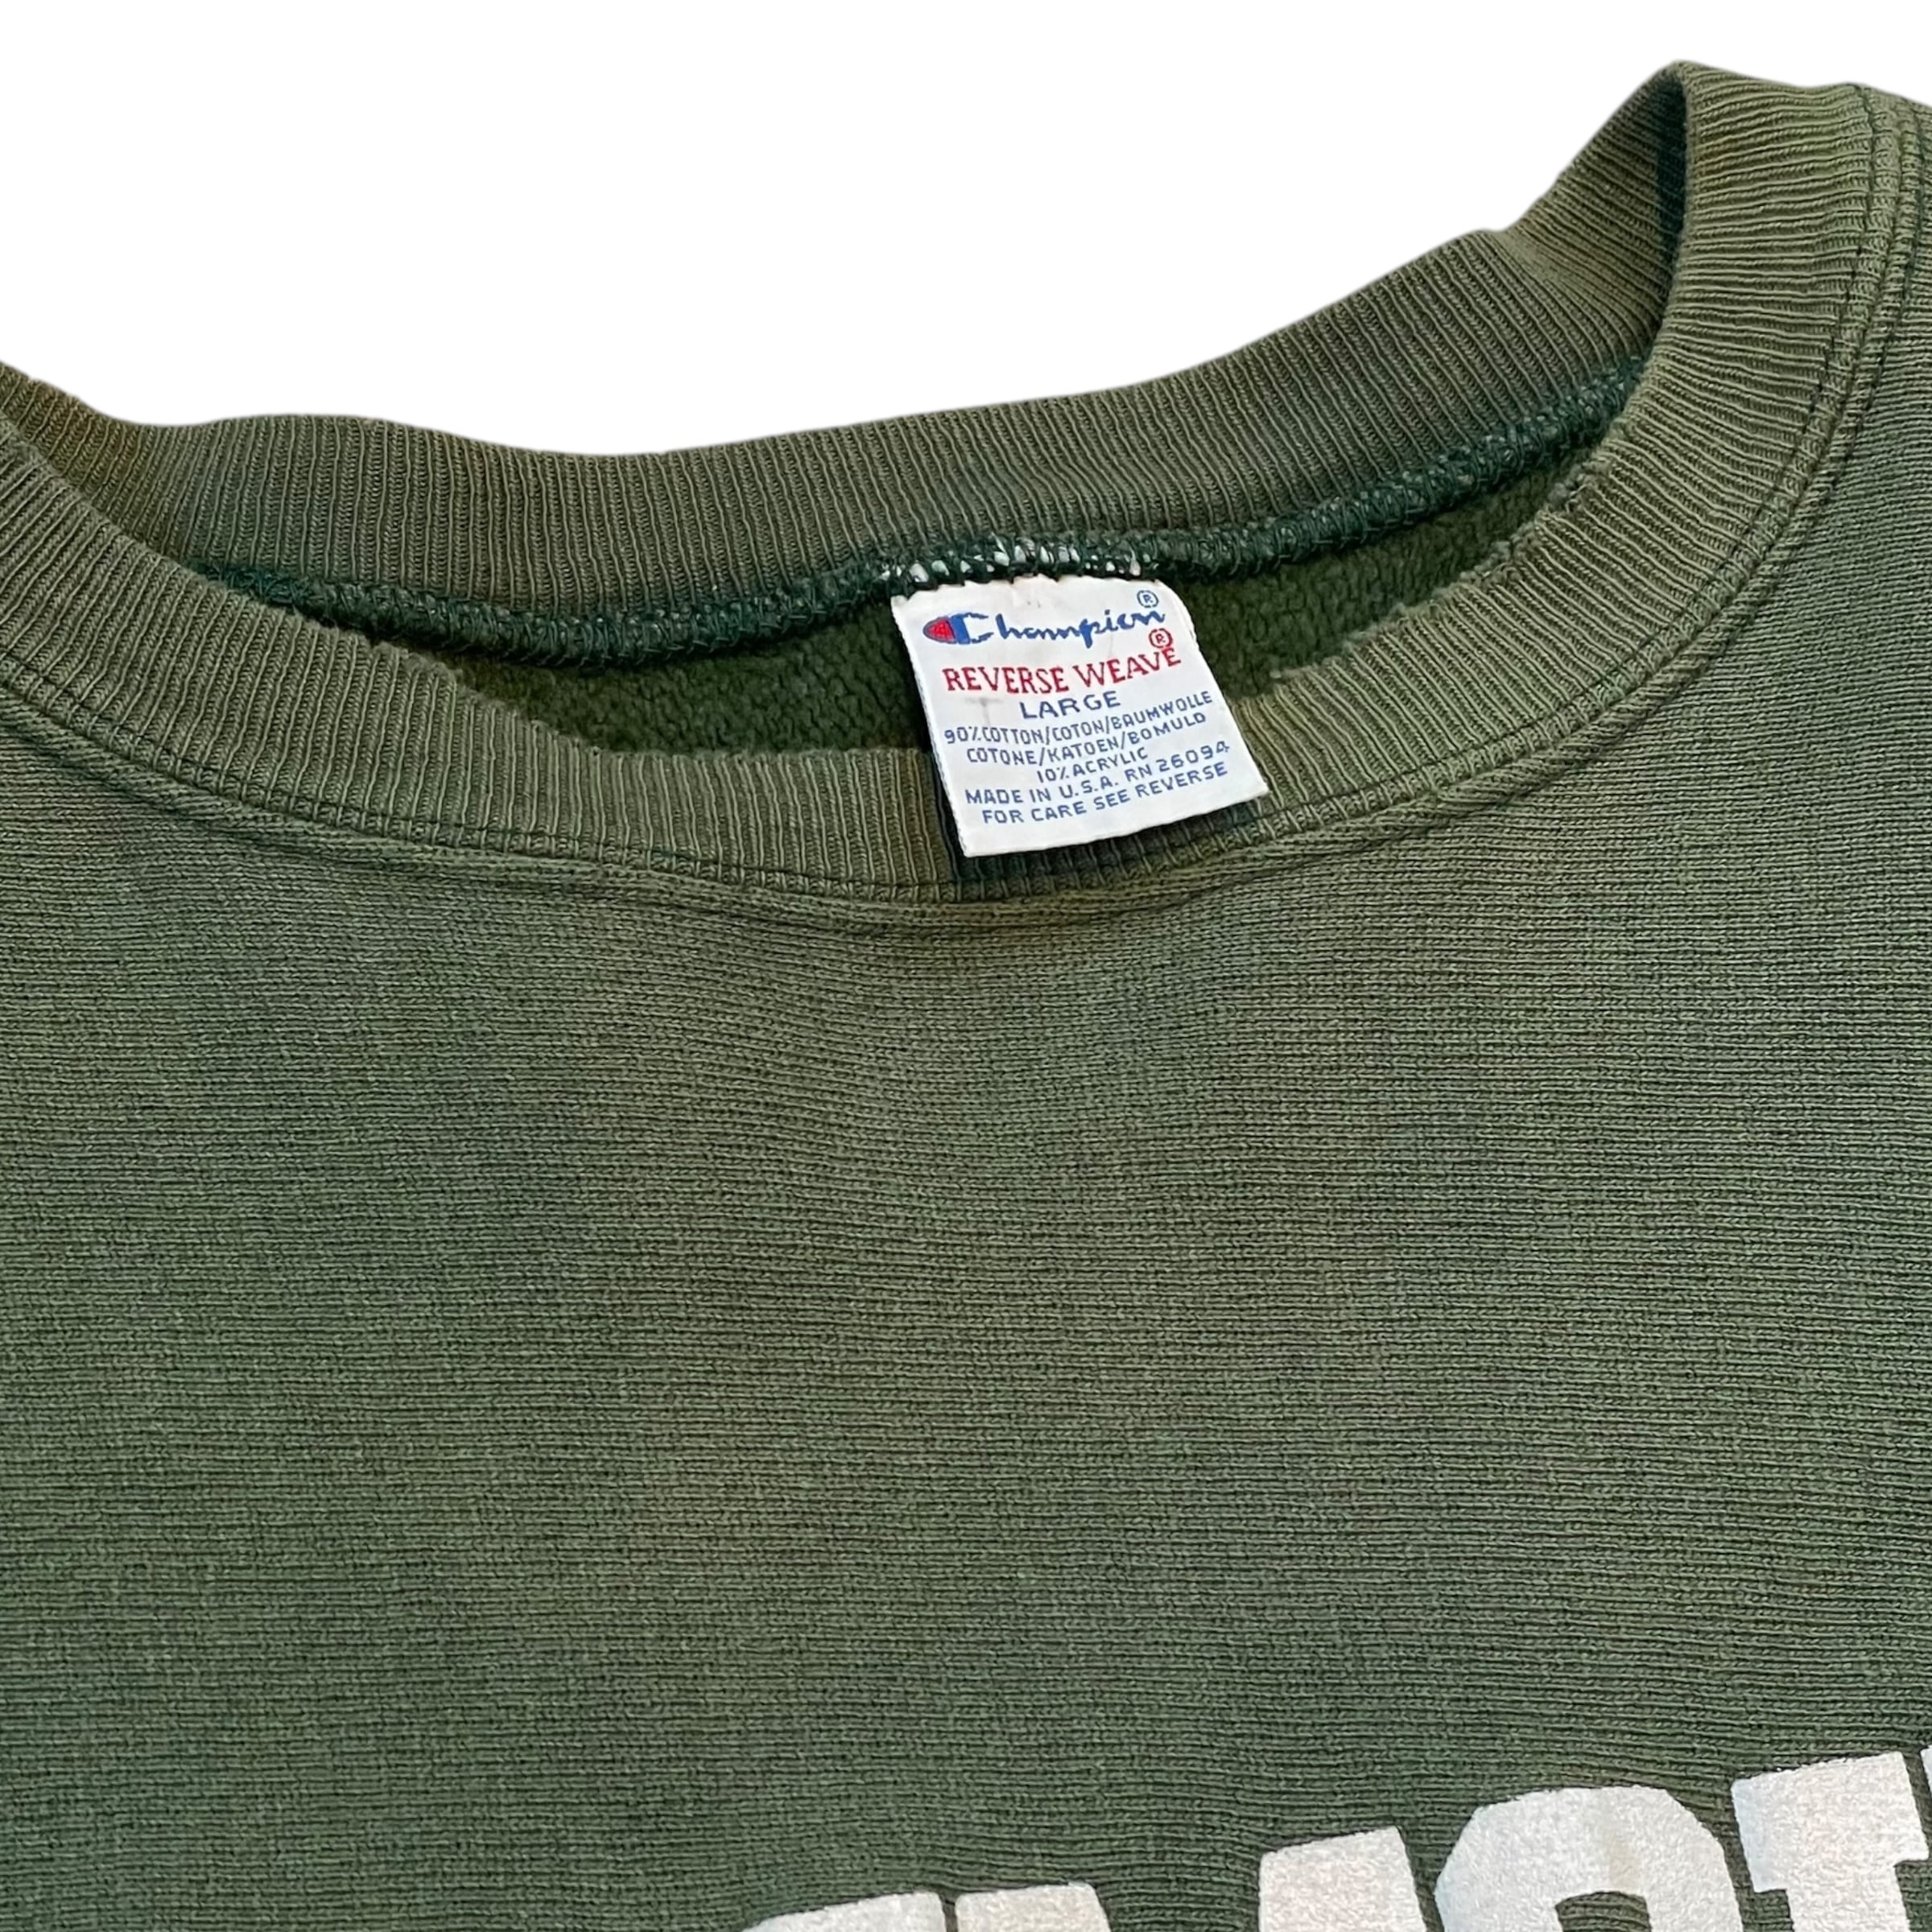 Champion®
REVERSE WEAVE®
LARGE
90% COTTON/COTON/BAUMWOLLE
COTONE/KATOEN/BOMULD
10% ACRYLIC
MADE IN U.S.A. RN 26094
FOR CARE SEE REVERSE